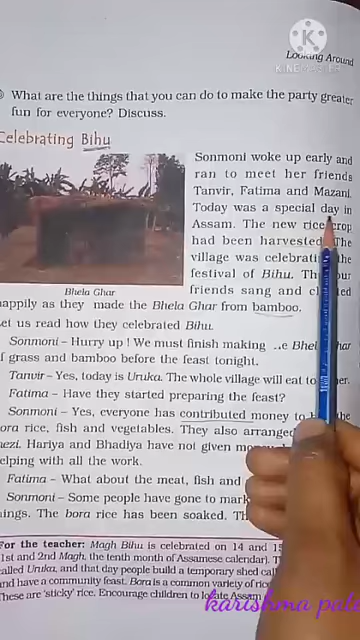 Looking Around
KINEMASTER
What are the things that you can do to make the party greater
fun for everyone? Discuss.
Celebrating Bihu
Sonmoni woke up early and
ran to meet her friends
Tanvir, Fatima and Mazani.
Today was a special day in
Assam. The new rice crop
had been harvested. The
village was celebrating the
festival of Bihu. The four
friends sang and
Bhela Ghar
happily as they made the Bhela Ghar from bamboo.
Let us read how they celebrated Bihu.
Sonmoni – Hurry up! We must finish making Bhela Ghar
of grass and bamboo before the feast tonight.
Tanvir – Yes, today is Uruka. The whole village will eat
Fatima – Have they started preparing the feast?
Sonmoni – Yes, everyone has contributed money to the
bora rice, fish and vegetables. They also arranged
Hariya and Bhadiya have not given
helping with all the work.
Fatima – What about the meat, fish and
Sonmoni – Some people have gone to
The bora rice has been soaked.
For the teacher: Magh Bihu is celebrated on 14 and
(1st and 2nd Magh, the tenth month of Assamese calendar).
called Uruka, and that day people build a temporary shed
and have a community feast. Bora is a common variety of
These are 'sticky' rice. Encourage children to locate Assam
karishma